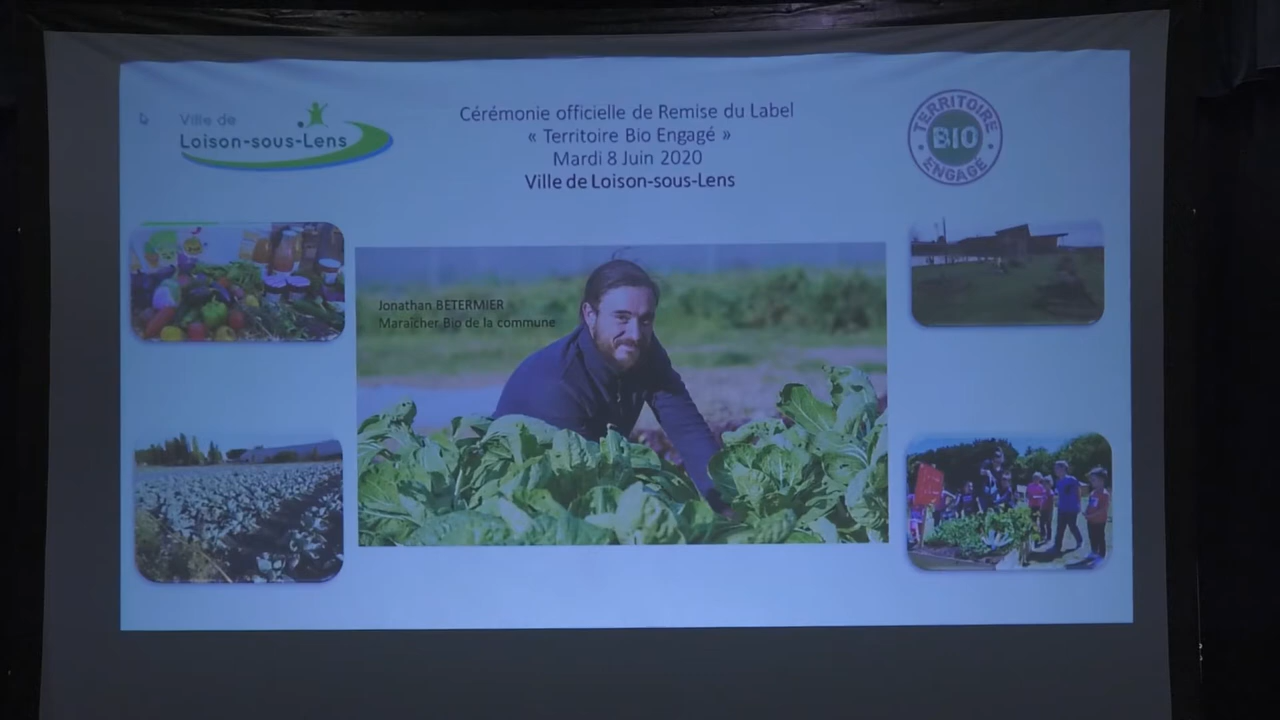 Ville de
Loison-sous-Lens
Cérémonie officielle de Remise du Label
« Territoire Bio Engagé »
Mardi 8 Juin 2020
Ville de Loison-sous-Lens
TERRITOIRE
BIO
ENGAGÉ
Jonathan BETERMIER
Maraîcher Bio de la commune